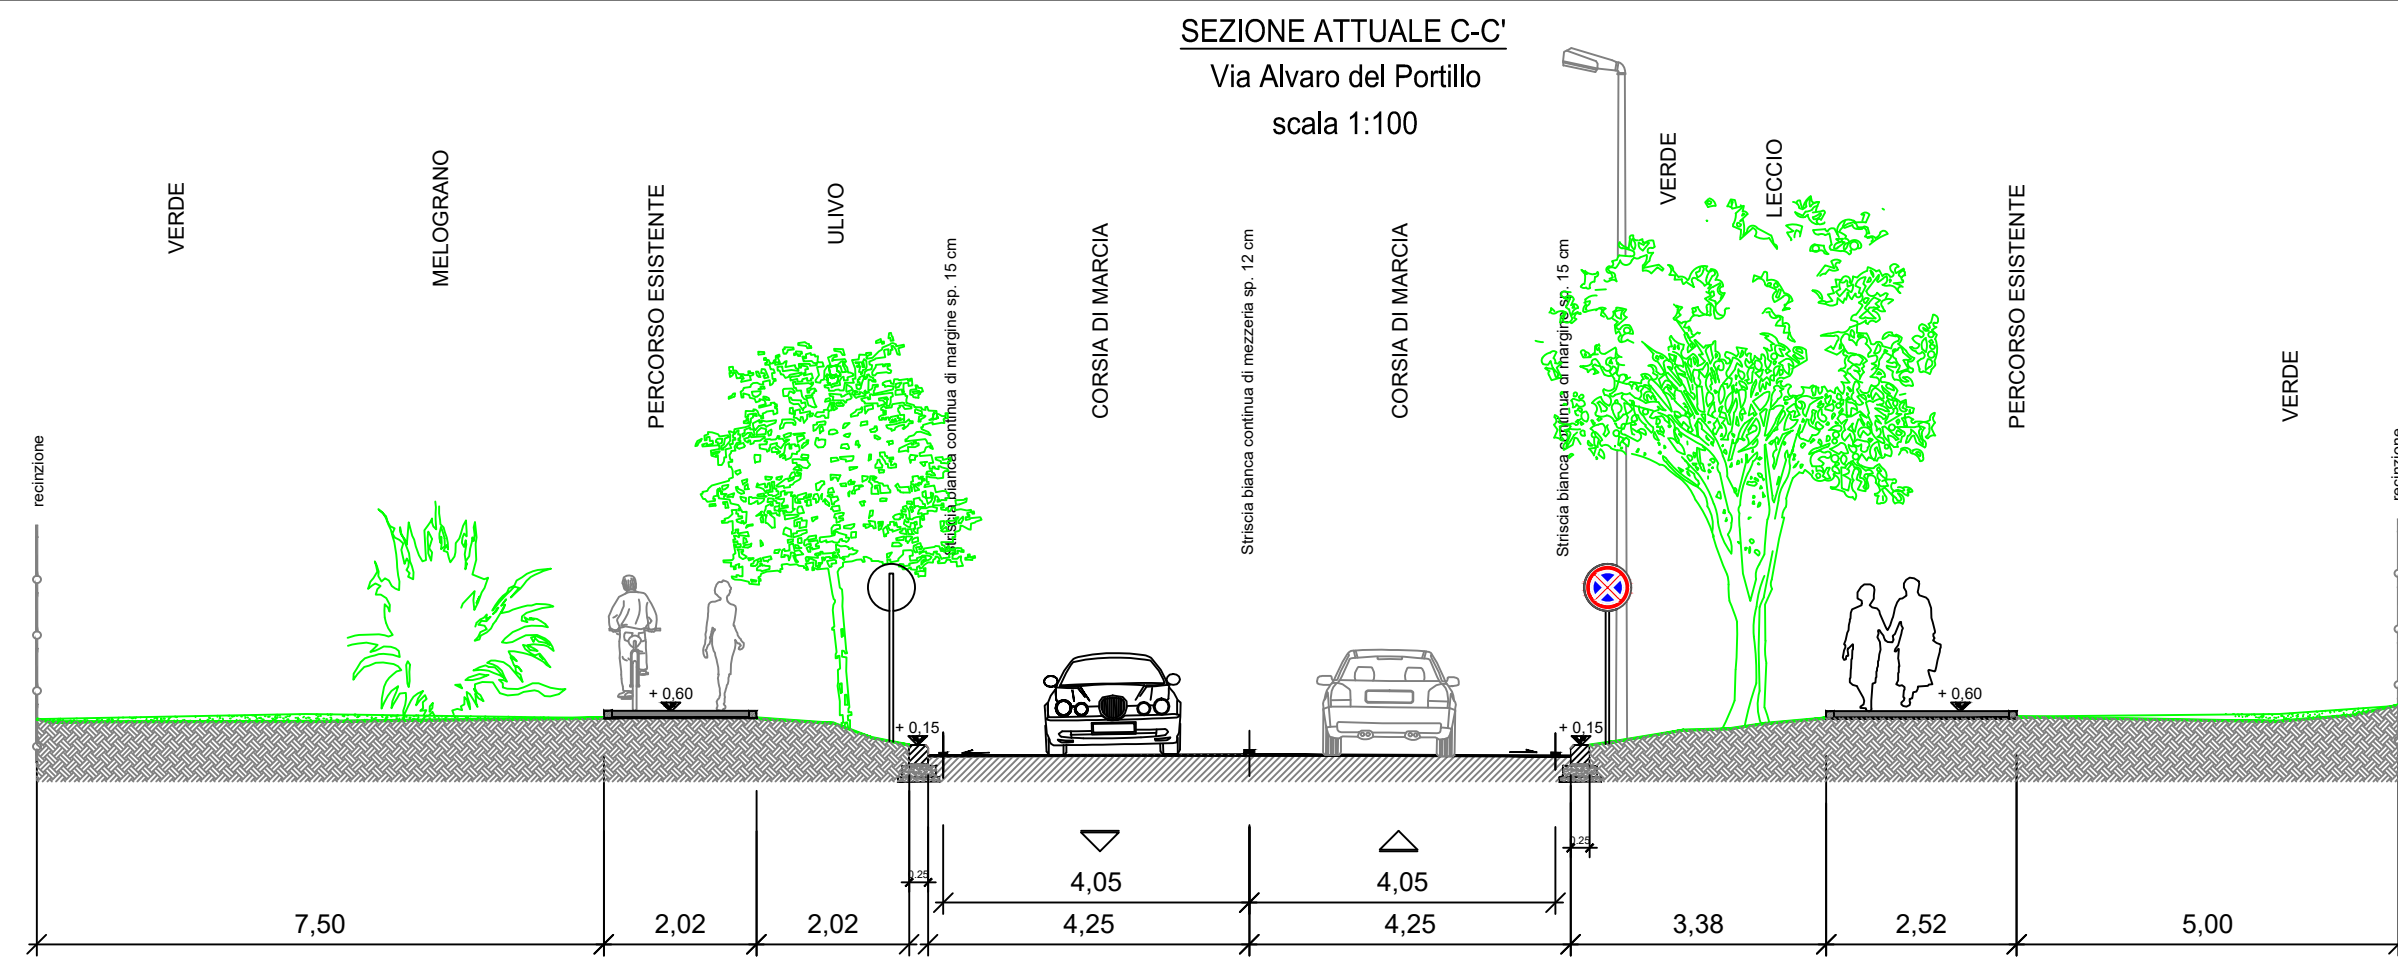 SEZIONE ATTUALE C-C'
Via Alvaro del Portillo
scala 1:100
recinzione
VERDE
MELOGRANO
PERCORSO ESISTENTE
ULIVO
Striscia bianca continua di margine sp. 15 cm
CORSIA DI MARCIA
Striscia bianca continua di mezzeria sp. 12 cm
CORSIA DI MARCIA
Striscia bianca continua di margine sp. 15 cm
VERDE
LECCIO
PERCORSO ESISTENTE
VERDE
recinzione
+ 0,60
+ 0,15
+ 0,15
+ 0,60
0.25
0.25
4,05
4,05
7,50
2,02
2,02
4,25
4,25
3,38
2,52
5,00